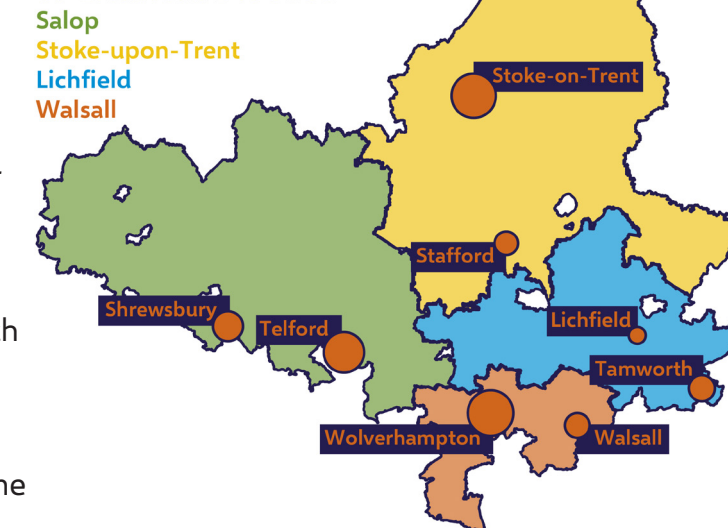 Salop
Stoke-upon-Trent
Lichfield
Walsall
Stoke-on-Trent
Stafford
Shrewsbury
Telford
Lichfield
Tamworth
Wolverhampton
Walsall